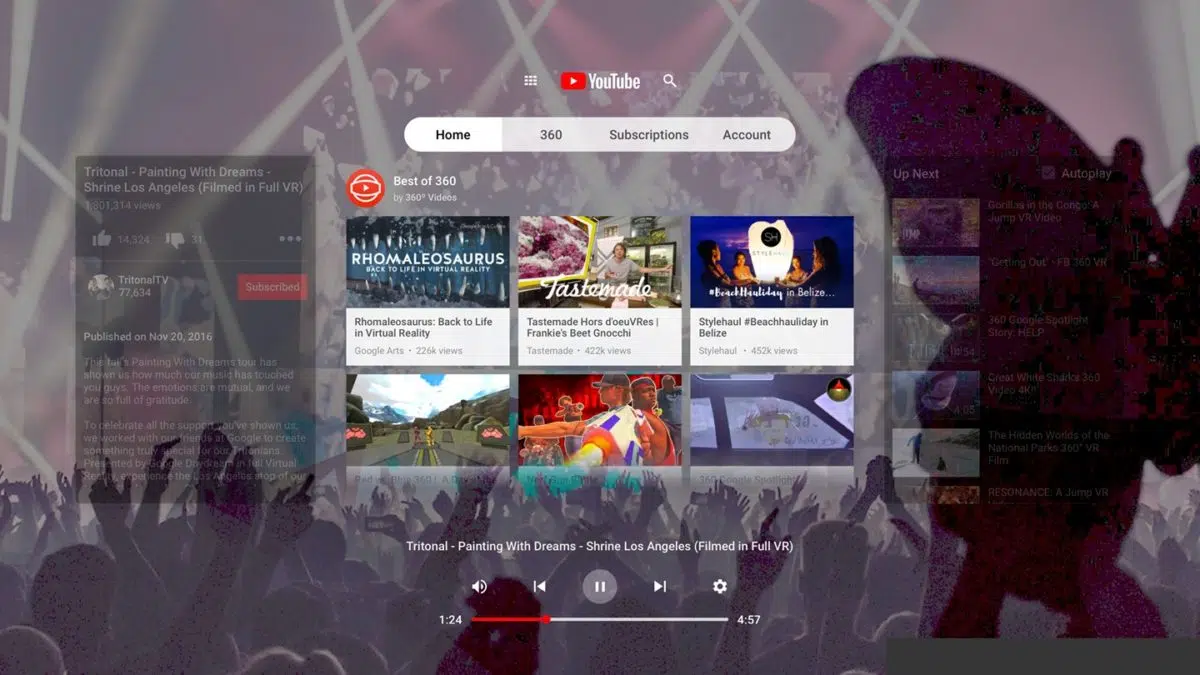 YouTube
Home
360
Subscriptions
Account
Tritonal - Painting With Dreams -
Shrine Los Angeles (Filmed in Full VR)
1,301,314 views
14,324
31
TritonalTV
77,634
Subscribed
Published on Nov 20, 2016
This fall's Painting With Dreams tour has
shown us how much our music has touched
you guys. The emotions are mutual, and we
are so full of gratitude.
To celebrate all the support you've shown us,
we worked with our friends at Google to create
something truly special for our Tritonians.
Presented by Google Daydream in full Virtual
Reality, experience the Los Angeles stop of our
Best of 360
by 360º Videos
Google Arts & Culture
RHOMALEOSAURUS
BACK TO LIFE IN VIRTUAL REALITY
Rhomaleosaurus: Back to Life
in Virtual Reality
Google Arts • 226k views
Tastemade
Tastemade Hors d'oeuVRes |
Frankie's Beet Gnocchi
Tastemade • 422k views
SH
STYLEHAUL
#BeachHauliday in Belize...
Stylehaul #Beachhauliday in
Belize
Stylehaul • 452k views
Red vs. Blue 360 | A Day
360 Google Spotlight
Up Next
Autoplay
Gorillas in the Congo: A
Jump VR Video
'Getting Out' - FB 360 VR
360 Google Spotlight
Story: HELP
Great White Sharks 360
Video 4K!!
4:05
The Hidden Worlds of the
National Parks 360° VR
Film
RESONANCE: A Jump VR
Tritonal - Painting With Dreams - Shrine Los Angeles (Filmed in Full VR)
1:24
4:57